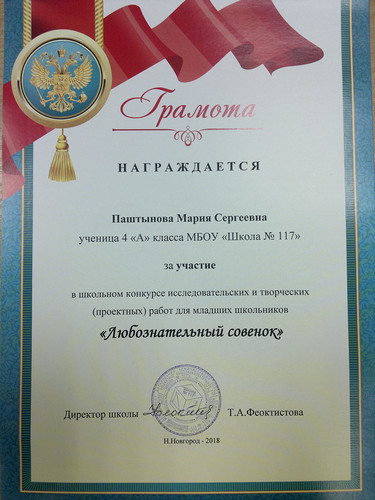 Грамота
НАГРАЖДАЕТСЯ
Паштынова Мария Сергеевна
ученица 4 «А» класса МБОУ «Школа № 117»
за участие
в школьном конкурсе исследовательских и творческих
(проектных) работ для младших школьников
«Любознательный совенок»
Директор школы Т.А.Феоктистова
Н.Новгород - 2018